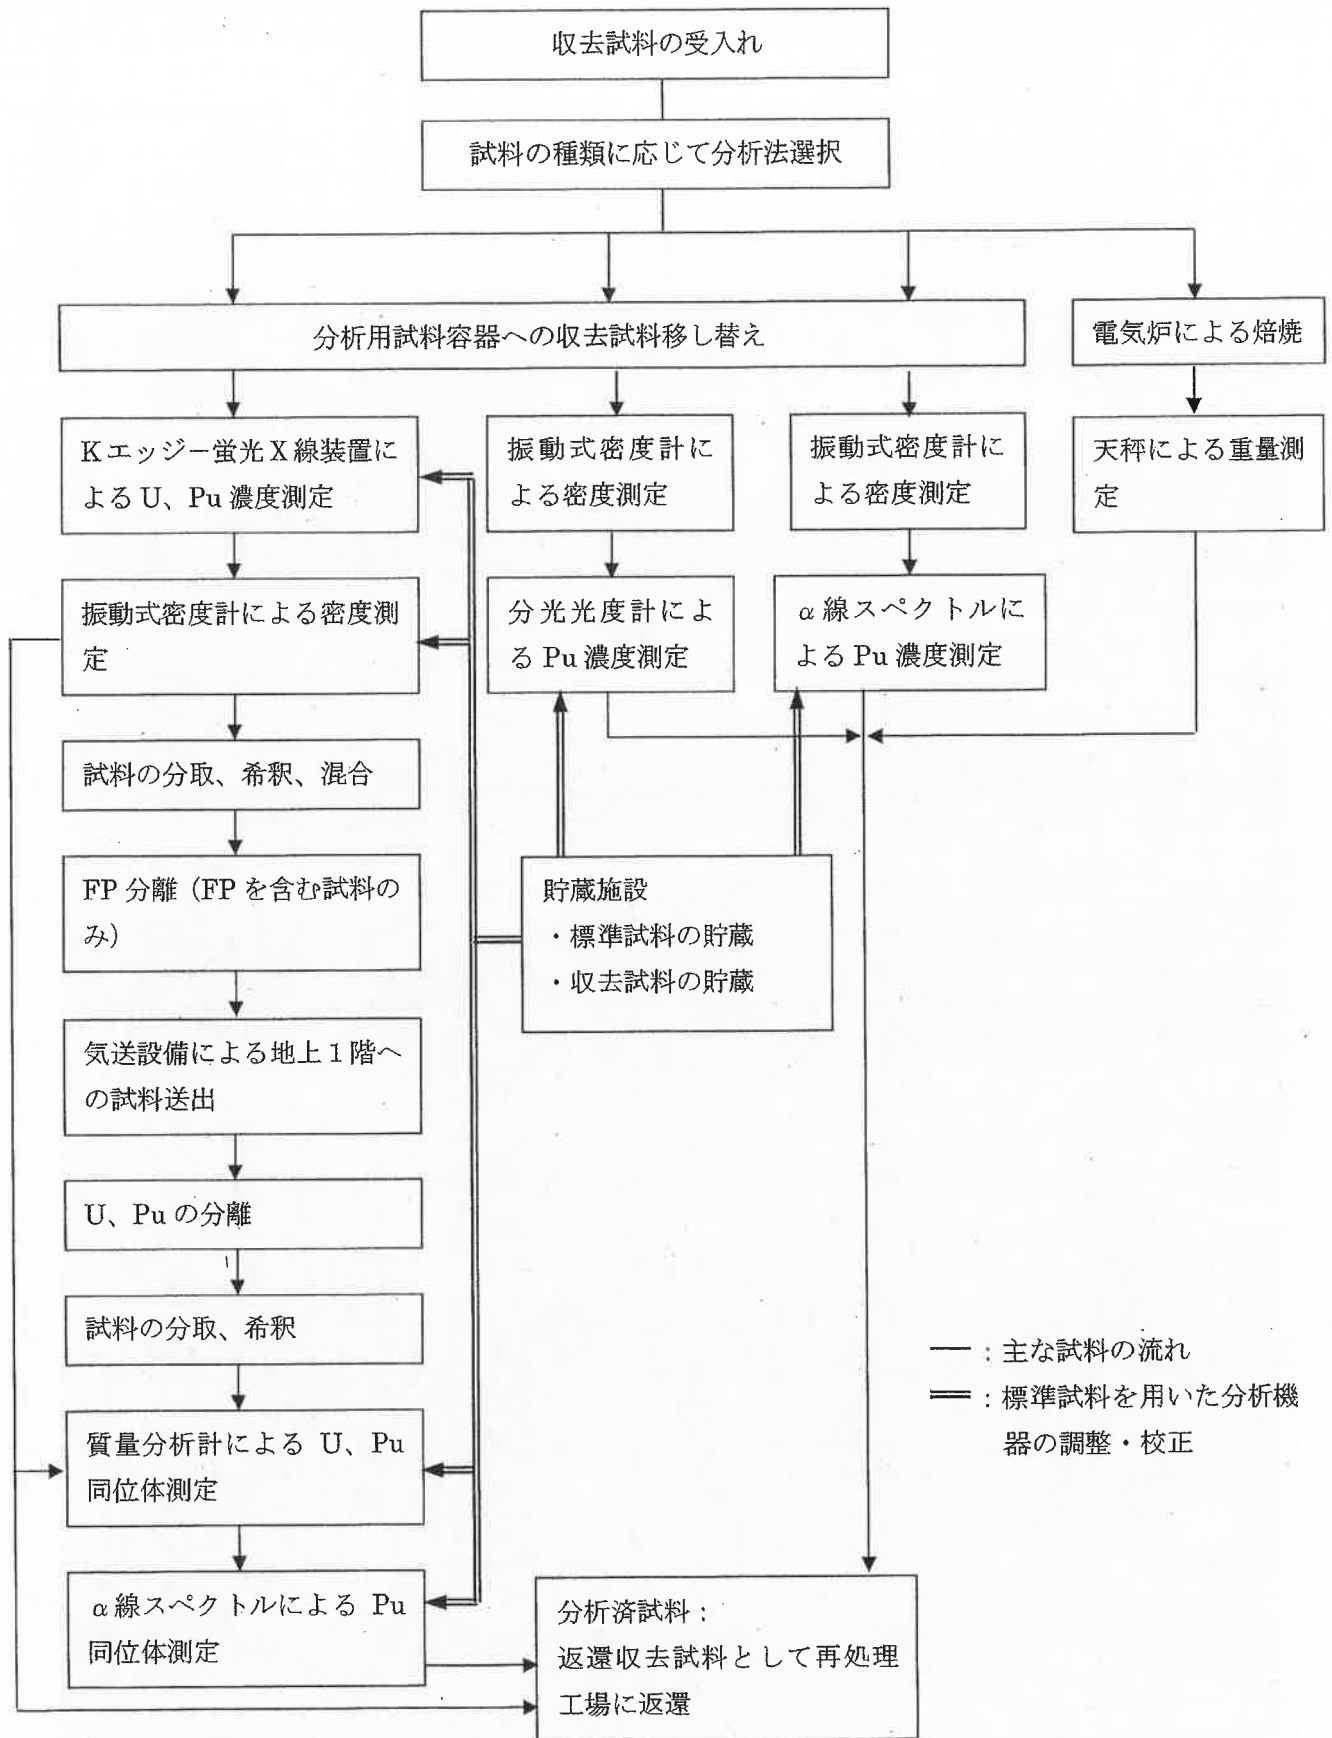 収去試料の受入れ
試料の種類に応じて分析法選択
分析用試料容器への収去試料移し替え
電気炉による焙焼
Kエッジー蛍光X線装置に
よるU、Pu 濃度測定
振動式密度計に
よる密度測定
振動式密度計に
よる密度測定
天秤による重量測
定
振動式密度計による密度測
定
分光光度計によ
る Pu 濃度測定
α線スペクトルに
よる Pu 濃度測定
試料の分取、希釈、混合
FP 分離（FP を含む試料の
み）
貯蔵施設
・標準試料の貯蔵
・収去試料の貯蔵
気送設備による地上１階へ
の試料送出
U、Pu の分離
試料の分取、希釈
質量分析計による U、Pu
同位体測定
α線スペクトルによる Pu
同位体測定
分析済試料：
返還収去試料として再処理
工場に返還
：主な試料の流れ
：標準試料を用いた分析機
器の調整・校正